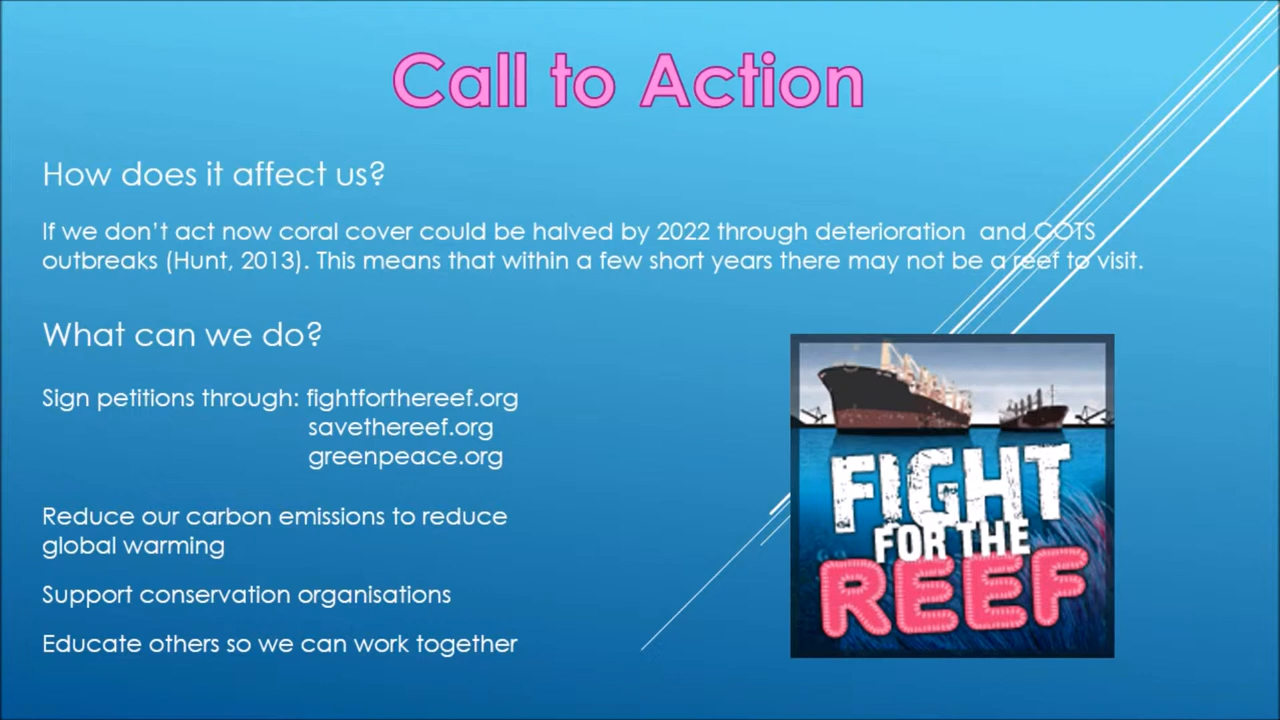 Call to Action
How does it affect us?
If we don't act now coral cover could be halved by 2022 through deterioration  and COTS
outbreaks (Hunt, 2013). This means that within a few short years there may not be a reef to visit.
What can we do?
Sign petitions through: fightforthereef.org
savethereef.org
greenpeace.org
Reduce our carbon emissions to reduce
global warming
Support conservation organisations
Educate others so we can work together
FIGHT
FOR THE
REEF